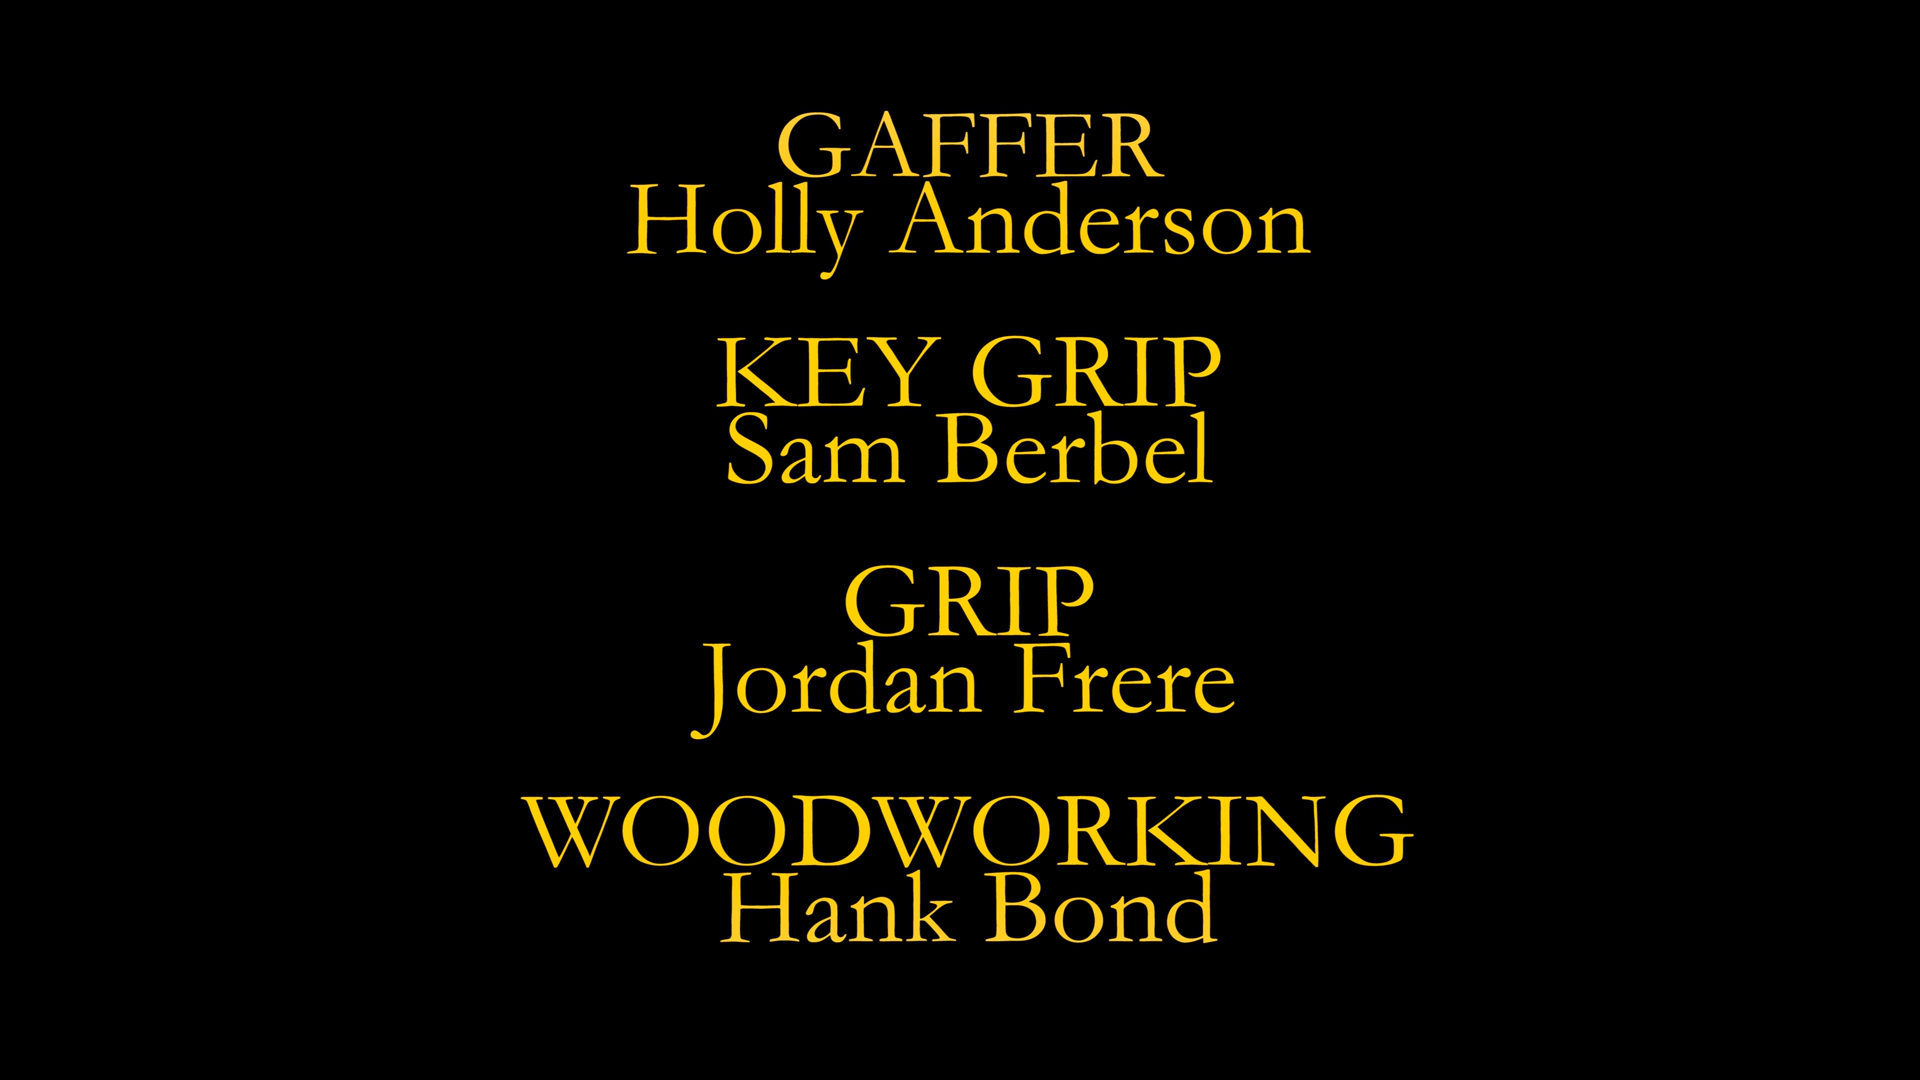 GAFFER
Holly Anderson
KEY GRIP
Sam Berbel
GRIP
Jordan Frere
WOODWORKING
Hank Bond